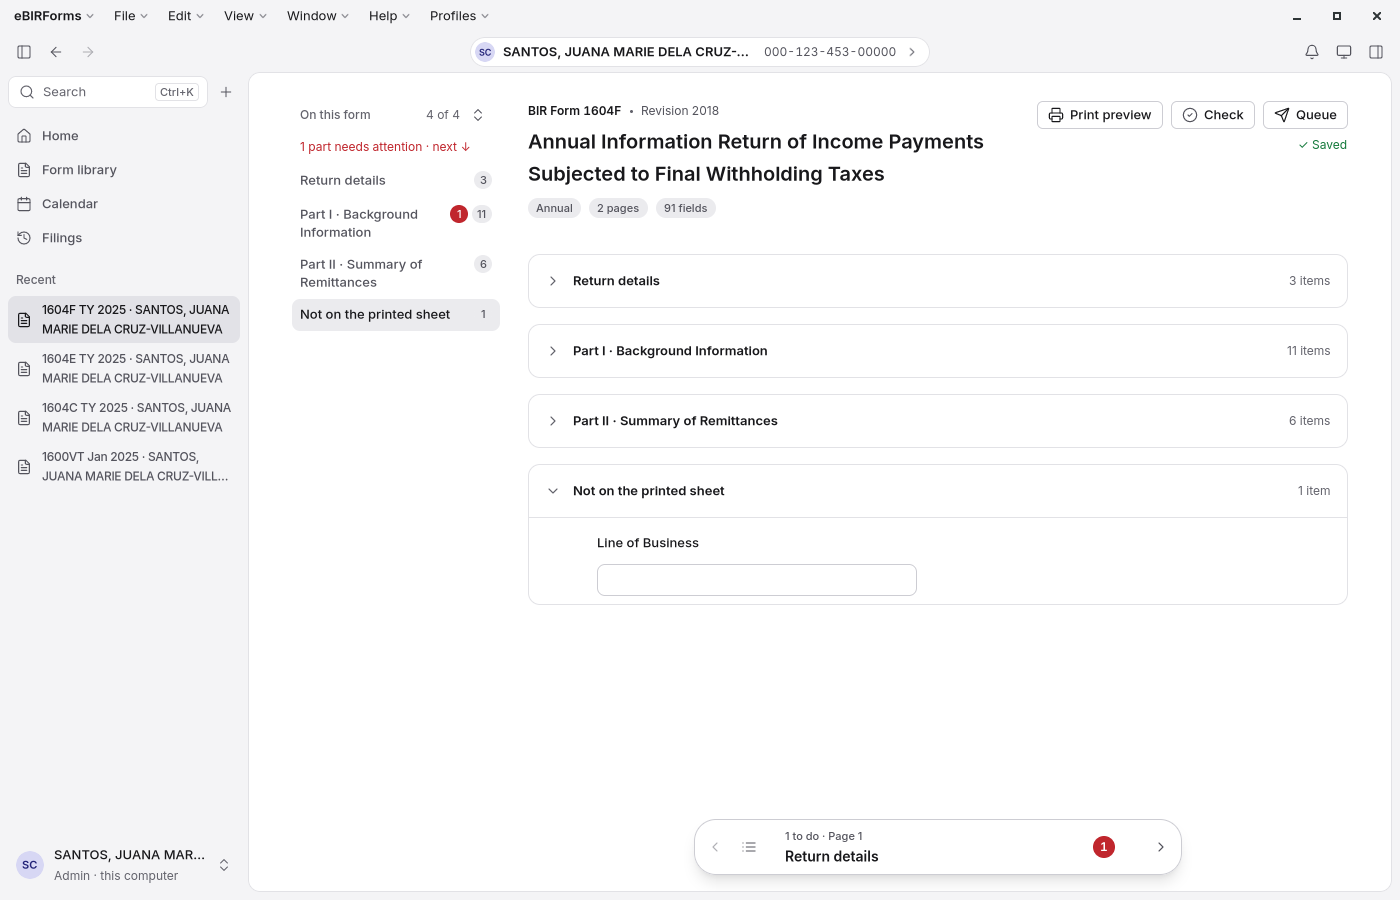 eBIRForms File Edit View Window Help Profiles
SC SANTOS, JUANA MARIE DELA CRUZ-... 000-123-453-00000
Search Ctrl+K
Home
Form library
Calendar
Filings
Recent
1604F TY 2025 · SANTOS, JUANA
MARIE DELA CRUZ-VILLANUEVA
1604E TY 2025 · SANTOS, JUANA
MARIE DELA CRUZ-VILLANUEVA
1604C TY 2025 · SANTOS, JUANA
MARIE DELA CRUZ-VILLANUEVA
1600VT Jan 2025 · SANTOS,
JUANA MARIE DELA CRUZ-VILL...
SC SANTOS, JUANA MAR...
Admin · this computer
On this form 4 of 4
1 part needs attention · next ↓
Return details 3
Part I · Background 1 11
Information
Part II · Summary of 6
Remittances
Not on the printed sheet 1
BIR Form 1604F • Revision 2018
Annual Information Return of Income Payments
Subjected to Final Withholding Taxes
Print preview Check Queue
✓ Saved
Annual 2 pages 91 fields
Return details 3 items
Part I · Background Information 11 items
Part II · Summary of Remittances 6 items
Not on the printed sheet 1 item
Line of Business
1 to do · Page 1
Return details 1